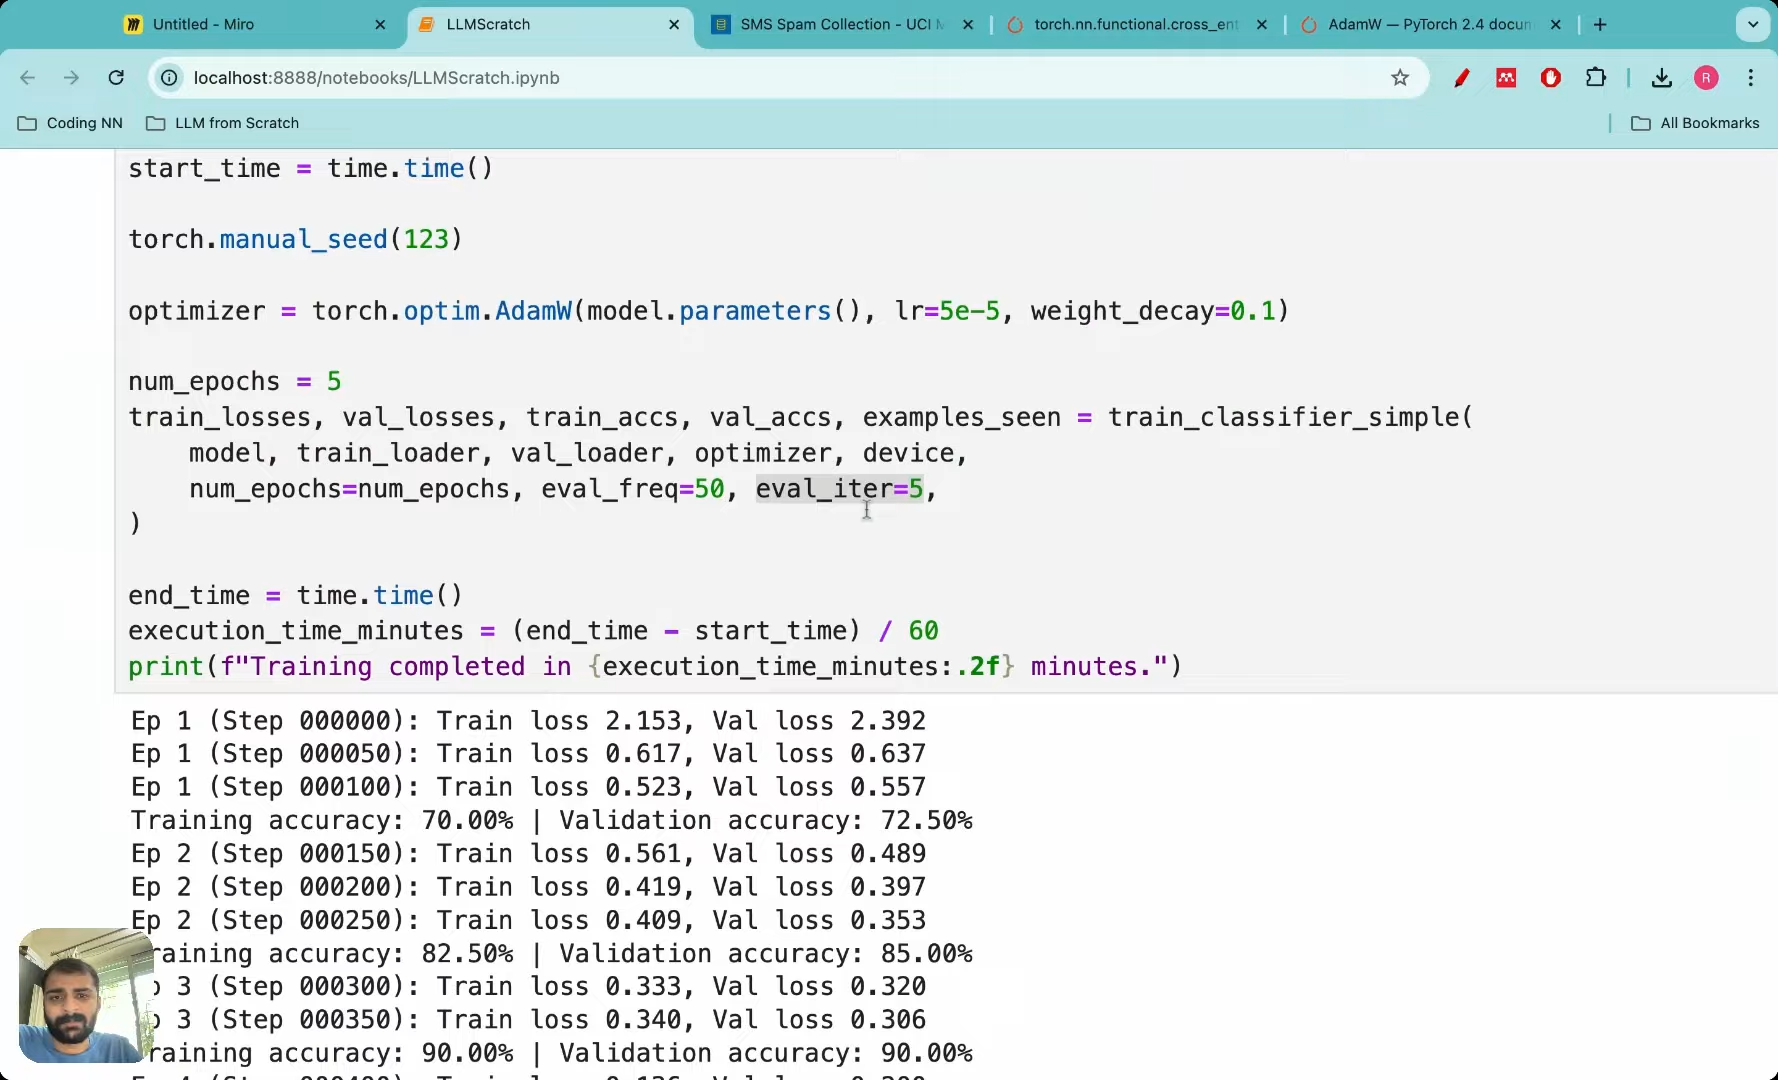 Untitled - Miro
LLMScratch
SMS Spam Collection - UCI M
torch.nn.functional.cross_ent
AdamW — PyTorch 2.4 docum
localhost:8888/notebooks/LLMScratch.ipynb
R
Coding NN
LLM from Scratch
All Bookmarks
start_time = time.time()
torch.manual_seed(123)
optimizer = torch.optim.AdamW(model.parameters(), lr=5e-5, weight_decay=0.1)
num_epochs = 5
train_losses, val_losses, train_accs, val_accs, examples_seen = train_classifier_simple(
model, train_loader, val_loader, optimizer, device,
num_epochs=num_epochs, eval_freq=50, eval_iter=5,
)
end_time = time.time()
execution_time_minutes = (end_time - start_time) / 60
print(f"Training completed in {execution_time_minutes:.2f} minutes.")
Ep 1 (Step 000000): Train loss 2.153, Val loss 2.392
Ep 1 (Step 000050): Train loss 0.617, Val loss 0.637
Ep 1 (Step 000100): Train loss 0.523, Val loss 0.557
Training accuracy: 70.00% | Validation accuracy: 72.50%
Ep 2 (Step 000150): Train loss 0.561, Val loss 0.489
Ep 2 (Step 000200): Train loss 0.419, Val loss 0.397
Ep 2 (Step 000250): Train loss 0.409, Val loss 0.353
raining accuracy: 82.50% | Validation accuracy: 85.00%
p 3 (Step 000300): Train loss 0.333, Val loss 0.320
p 3 (Step 000350): Train loss 0.340, Val loss 0.306
raining accuracy: 90.00% | Validation accuracy: 90.00%